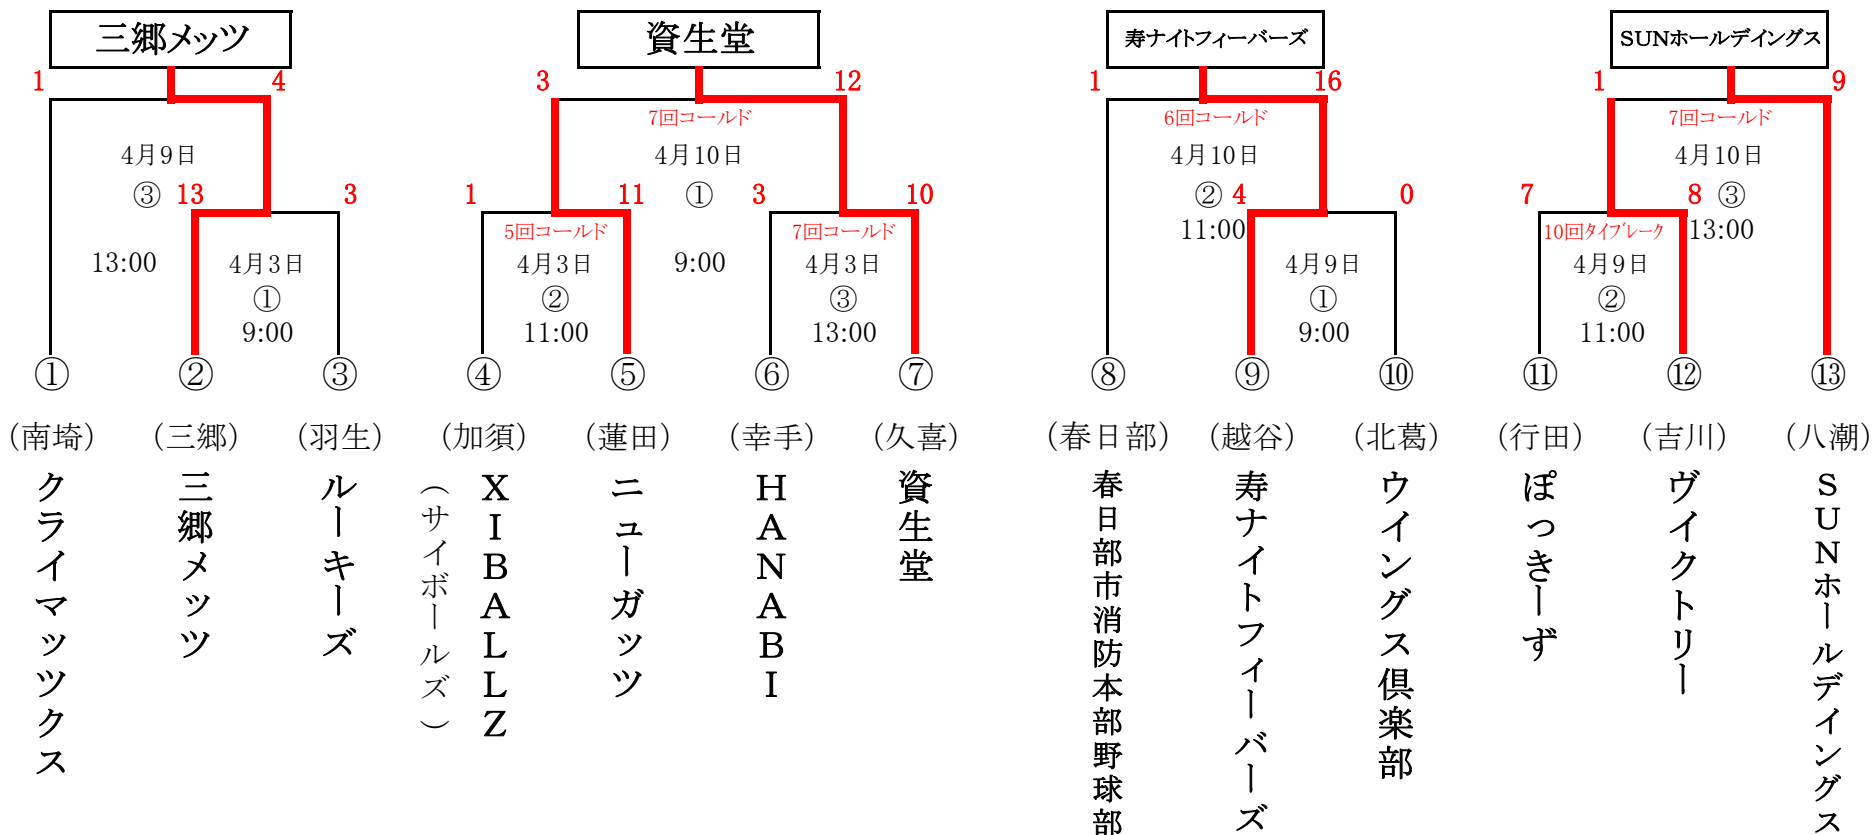 三郷メッツ
資生堂
寿ナイトフィーバーズ
SUNホールデイングス
1 4 3 12 1 16 1 9
7回コールド 6回コールド 7回コールド
4月9日 4月10日 4月10日 4月10日
③ 13 3 1 11 ① 3 10 ② 4 0 7 8 ③
5回コールド 7回コールド 11:00 10回タイブレーク 13:00
13:00 4月3日 4月3日 9:00 4月3日 4月9日 4月9日
① ② ③ ① ②
9:00 11:00 13:00 9:00 11:00
① ② ③ ④ ⑤ ⑥ ⑦ ⑧ ⑨ ⑩ ⑪ ⑫ ⑬
(南埼) (三郷) (羽生) (加須) (蓮田) (幸手) (久喜) (春日部) (越谷) (北葛) (行田) (吉川) (八潮)
クライマッツクス
三郷メッツ
ルーキーズ
XIBALLZ
(サイボールズ)
ニューガッツ
HANABI
資生堂
春日部市消防本部野球部
寿ナイトフィーバーズ
ウイングス倶楽部
ぽっきーず
ヴイクトリー
SUNホールデイングス